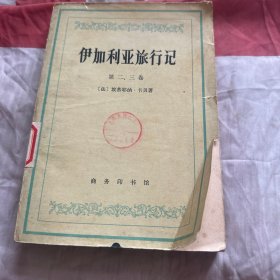 伊加利亚旅行记
第二、三卷
〔法〕埃蒂耶纳·卡贝著
商务印书馆